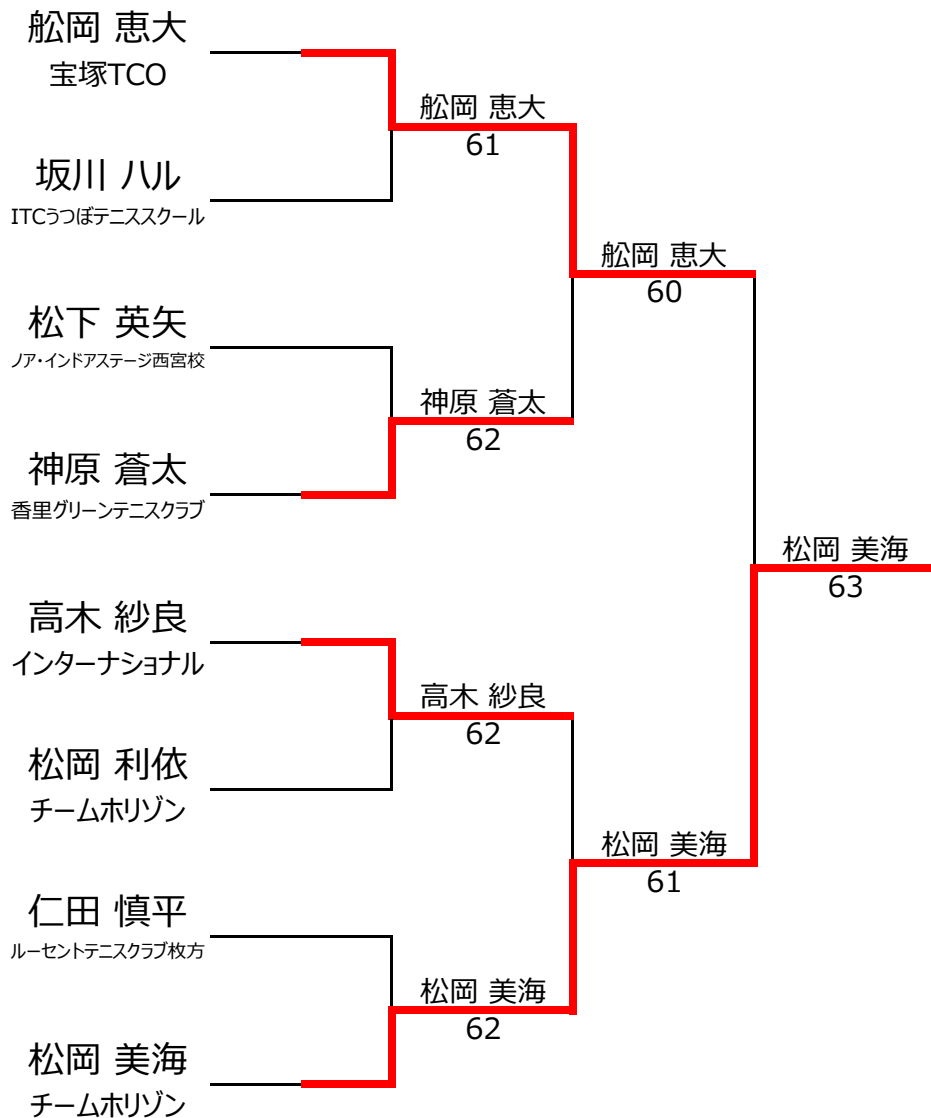 舩岡 恵大
宝塚TCO
舩岡 恵大
61
坂川 ハル
ITCうつぼテニススクール
舩岡 恵大
60
松下 英矢
ノア・インドアステージ西宮校
神原 蒼太
62
神原 蒼太
香里グリーンテニスクラブ
松岡 美海
63
高木 紗良
インターナショナル
高木 紗良
62
松岡 利依
チームホリゾン
松岡 美海
61
仁田 慎平
ルーセントテニスクラブ枚方
松岡 美海
62
松岡 美海
チームホリゾン